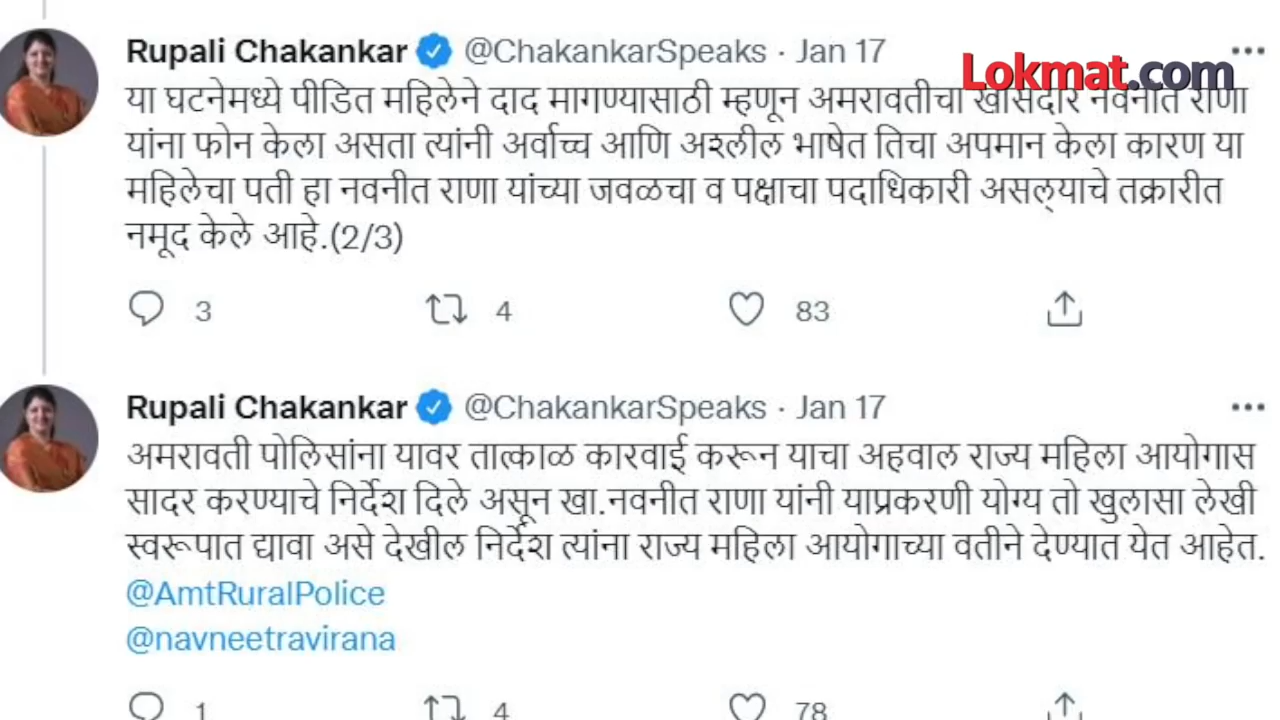 Rupali Chakankar @ChakankarSpeaks · Jan 17
Lokmat.com
या घटनेमध्ये पीडित महिलेने दाद मागण्यासाठी म्हणून अमरावतीचा खासदार नवनीत राणा
यांना फोन केला असता त्यांनी अर्वाच्च आणि अश्लील भाषेत तिचा अपमान केला कारण या
महिलेचा पती हा नवनीत राणा यांच्या जवळचा व पक्षाचा पदाधिकारी असल्याचे तक्रारीत
नमूद केले आहे.(2/3)
3 4 83
Rupali Chakankar @ChakankarSpeaks · Jan 17
अमरावती पोलिसांना यावर तात्काळ कारवाई करून याचा अहवाल राज्य महिला आयोगास
सादर करण्याचे निर्देश दिले असून खा.नवनीत राणा यांनी याप्रकरणी योग्य तो खुलासा लेखी
स्वरूपात द्यावा असे देखील निर्देश त्यांना राज्य महिला आयोगाच्या वतीने देण्यात येत आहेत.
@AmtRuralPolice
@navneetravirana
1 4 78